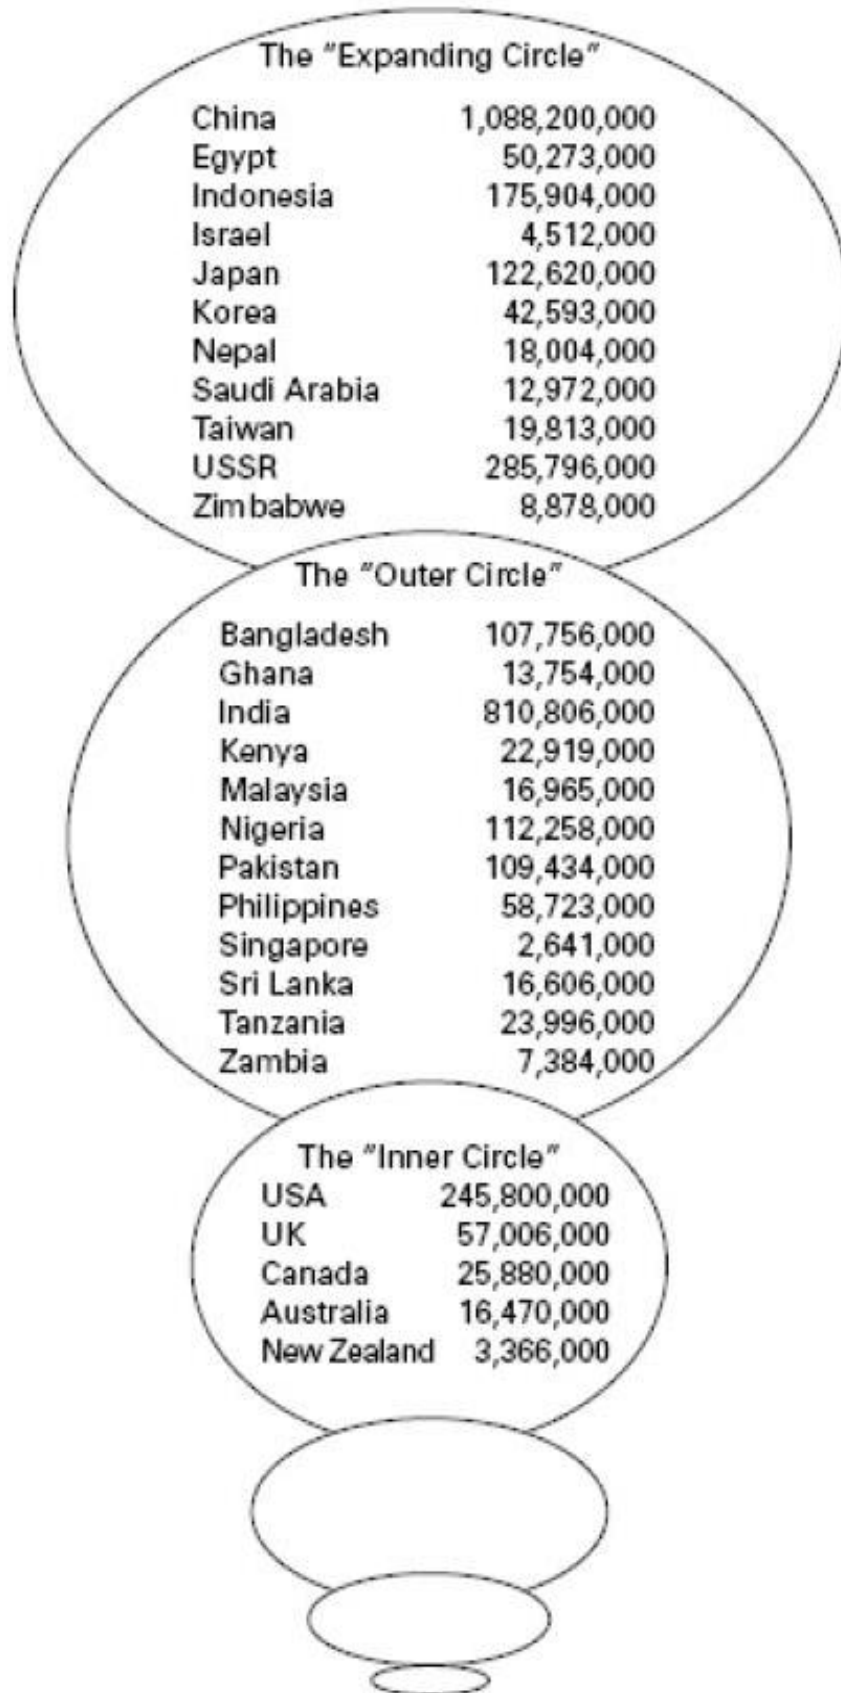 The "Expanding Circle"
China 1,088,200,000
Egypt 50,273,000
Indonesia 175,904,000
Israel 4,512,000
Japan 122,620,000
Korea 42,593,000
Nepal 18,004,000
Saudi Arabia 12,972,000
Taiwan 19,813,000
USSR 285,796,000
Zimbabwe 8,878,000
The "Outer Circle"
Bangladesh 107,756,000
Ghana 13,754,000
India 810,806,000
Kenya 22,919,000
Malaysia 16,965,000
Nigeria 112,258,000
Pakistan 109,434,000
Philippines 58,723,000
Singapore 2,641,000
Sri Lanka 16,606,000
Tanzania 23,996,000
Zambia 7,384,000
The "Inner Circle"
USA 245,800,000
UK 57,006,000
Canada 25,880,000
Australia 16,470,000
New Zealand 3,366,000